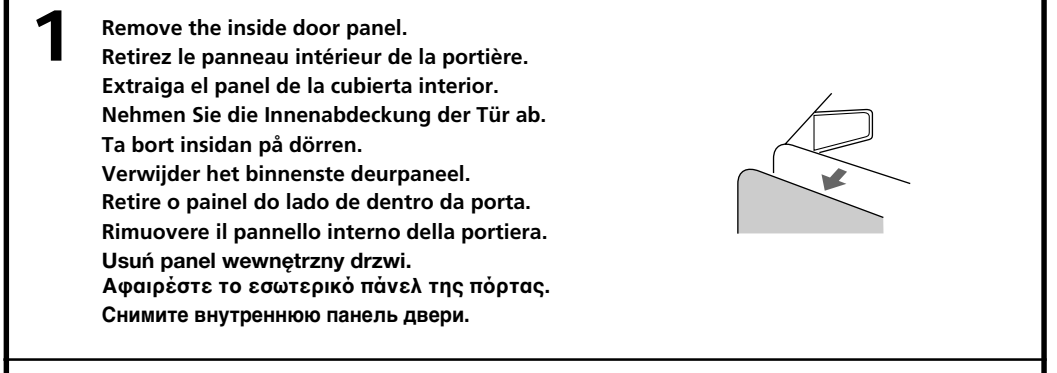 1
Remove the inside door panel.
Retirez le panneau intérieur de la portière.
Extraiga el panel de la cubierta interior.
Nehmen Sie die Innenabdeckung der Tür ab.
Ta bort insidan på dörren.
Verwijder het binnenste deurpaneel.
Retire o painel do lado de dentro da porta.
Rimuovere il pannello interno della portiera.
Usuń panel wewnętrzny drzwi.
Αφαιρέστε το εσωτερικό πάνελ της πόρτας.
Снимите внутреннюю панель двери.